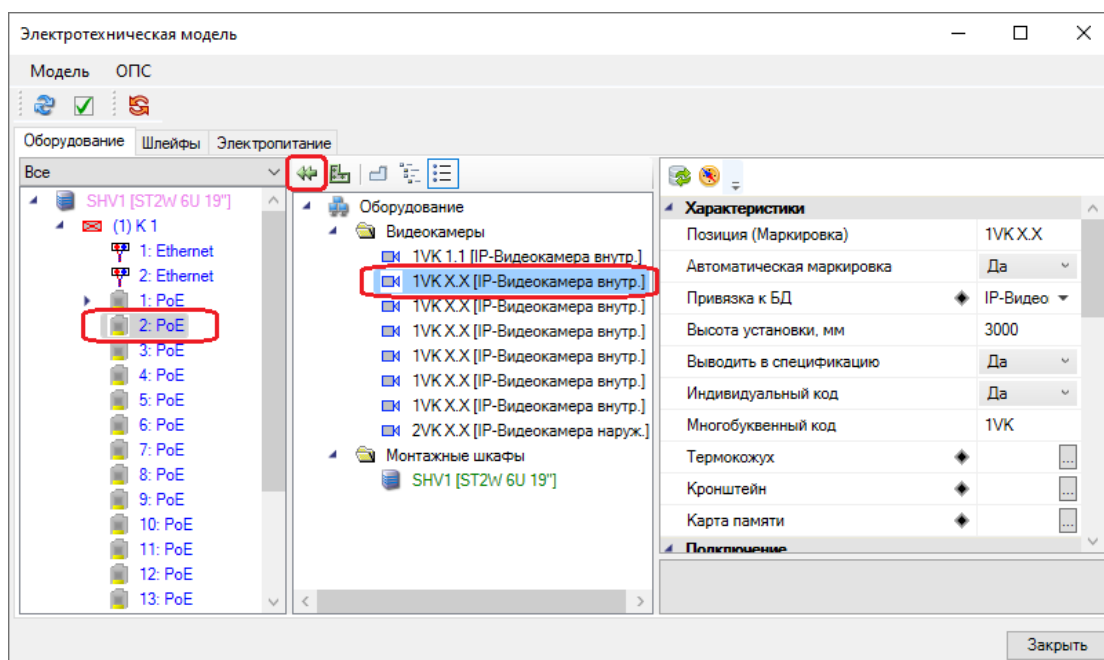 Электротехническая модель
Модель ОПС
Оборудование Шлейфы Электропитание
Все
SHV1 [ST2W 6U 19"]
(1) K 1
1: Ethernet
2: Ethernet
1: PoE
2: PoE
3: PoE
4: PoE
5: PoE
6: PoE
7: PoE
8: PoE
9: PoE
10: PoE
11: PoE
12: PoE
13: PoE
Оборудование
Видеокамеры
1VK 1.1 [IP-Видеокамера внутр.]
1VK X.X [IP-Видеокамера внутр.]
1VK X.X [IP-Видеокамера внутр.]
1VK X.X [IP-Видеокамера внутр.]
1VK X.X [IP-Видеокамера внутр.]
1VK X.X [IP-Видеокамера внутр.]
1VK X.X [IP-Видеокамера внутр.]
2VK X.X [IP-Видеокамера наруж.]
Монтажные шкафы
SHV1 [ST2W 6U 19"]
Характеристики
Позиция (Маркировка) 1VK X.X
Автоматическая маркировка Да
Привязка к БД IP-Видео
Высота установки, мм 3000
Выводить в спецификацию Да
Индивидуальный код Да
Многобуквенный код 1VK
Термокожух ...
Кронштейн ...
Карта памяти ...
Подключение
Закрыть